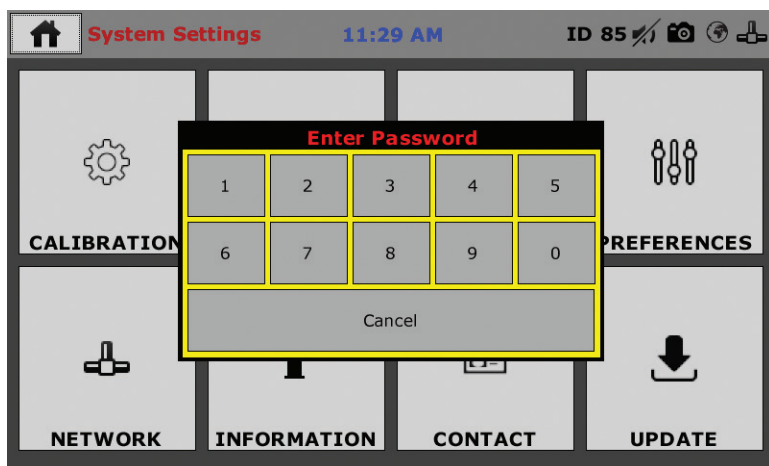 System Settings 11:29 AM ID 85
Enter Password
1 2 3 4 5
CALIBRATION PREFERENCES
6 7 8 9 0
Cancel
NETWORK INFORMATION CONTACT UPDATE